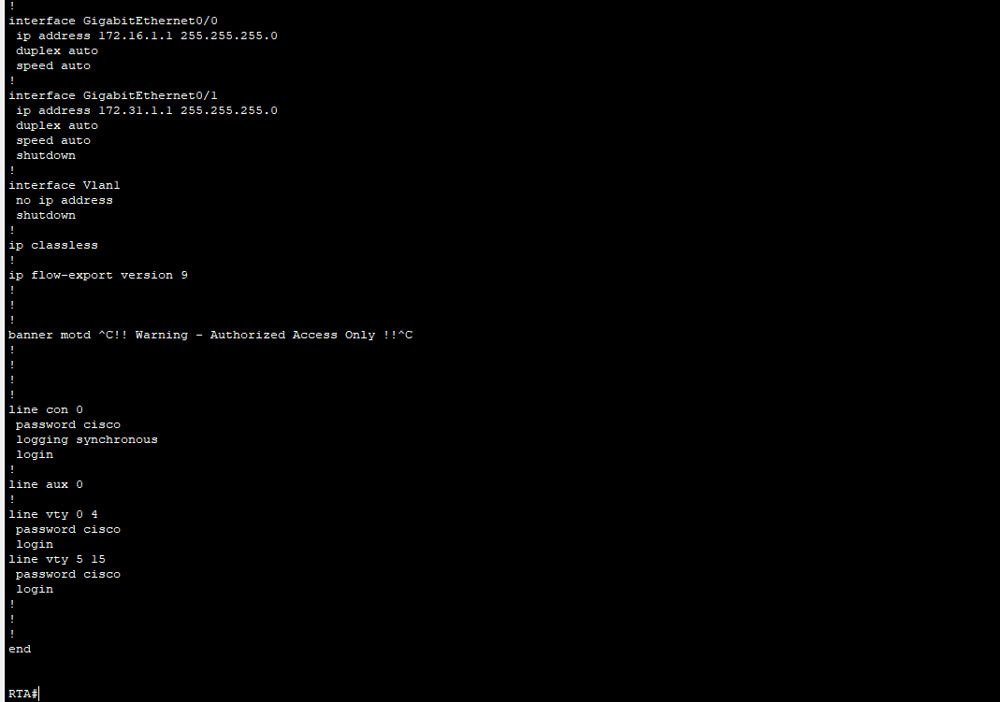 !
interface GigabitEthernet0/0
 ip address 172.16.1.1 255.255.255.0
 duplex auto
 speed auto
!
interface GigabitEthernet0/1
 ip address 172.31.1.1 255.255.255.0
 duplex auto
 speed auto
 shutdown
!
interface Vlan1
 no ip address
 shutdown
!
ip classless
!
ip flow-export version 9
!
!
!
banner motd ^C!! Warning - Authorized Access Only !!^C
!
!
!
!
line con 0
 password cisco
 logging synchronous
 login
!
line aux 0
!
line vty 0 4
 password cisco
 login
line vty 5 15
 password cisco
 login
!
!
!
end
RTA#